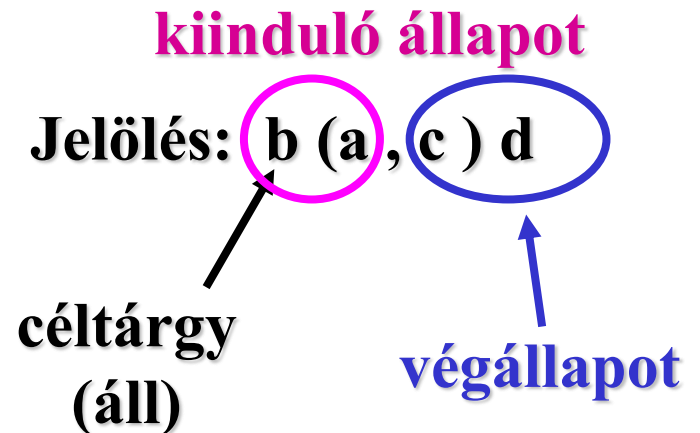 kiinduló állapot
Jelölés: b (a , c ) d
céltárgy
(áll)
végállapot